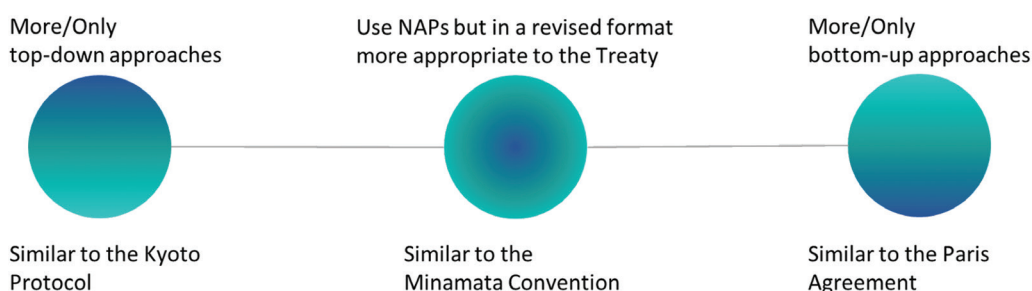 More/Only
top-down approaches
Use NAPs but in a revised format
more appropriate to the Treaty
More/Only
bottom-up approaches
Similar to the Kyoto
Protocol
Similar to the
Minamata Convention
Similar to the Paris
Agreement